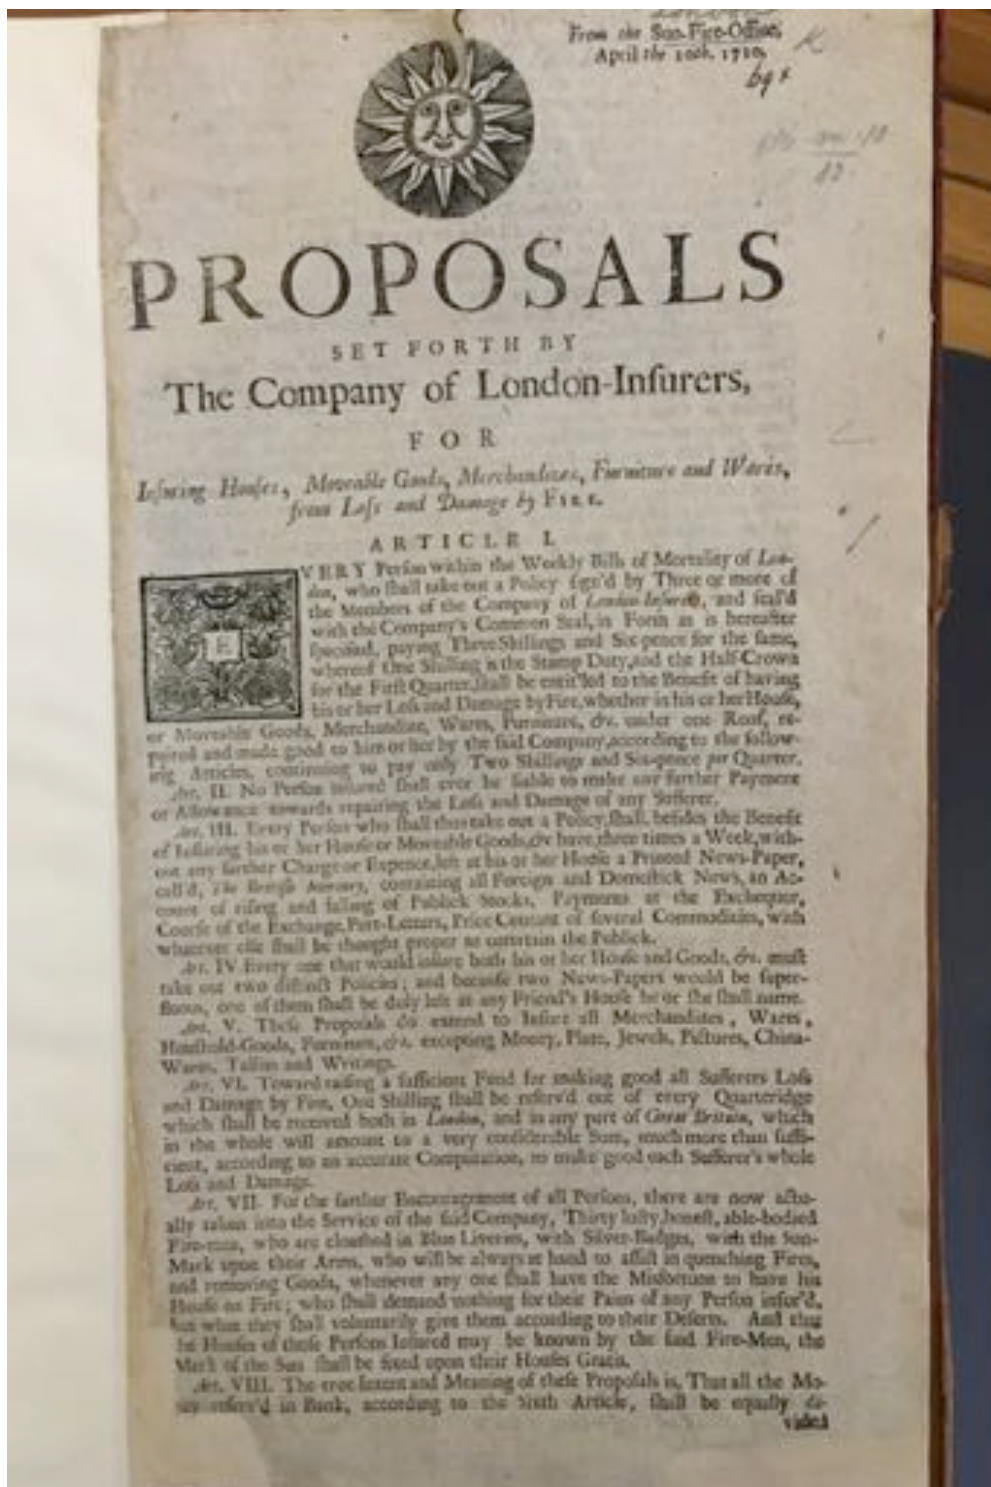 From the Sun-Fire-Office,
April the 10th. 1710.
PROPOSALS
SET FORTH BY
The Company of London-Inſurers,
FOR
Inſuring Houſes, Moveable Goods, Merchandizes, Furniture and Wares,
from Loſs and Damage by FIRE.
ARTICLE I.
EVERY Perſon within the Weekly Bills of Mortality of Lon-
don, who ſhall take out a Policy ſign'd by Three or more of
the Members of the Company of London-Inſurers, and ſeal'd
with the Company's Common Seal, in Form as is hereafter
ſpecified, paying Three Shillings and Six-pence for the ſame,
whereof One Shilling is the Stamp Duty, and the Half-Crown
for the Firſt Quarter, ſhall be entitled to the Benefit of having
his or her Loſs and Damage by Fire, whether in his or her Houſe,
or Moveable Goods, Merchandize, Wares, Furniture, &c. under one Roof, re-
paired and made good to him or her by the ſaid Company, according to the follow-
ing Articles, continuing to pay only Two Shillings and Six-pence per Quarter.
Art. II. No Perſon inſured ſhall ever be liable to make any farther Payment
or Allowance towards repairing the Loſs and Damage of any Sufferer.
Art. III. Every Perſon who ſhall thus take out a Policy, ſhall, beſides the Benefit
of Inſuring his or her Houſe or Moveable Goods, &c. have three times a Week, with-
out any farther Charge or Expence, left at his or her Houſe a Printed News-Paper,
call'd, The Britiſh Mercury, containing all Foreign and Domeſtick News, an Ac-
count of riſing and falling of Publick Stocks, Payments at the Exchequer,
Courſe of the Exchange, Port-Letters, Price Courant of ſeveral Commodities, with
whatever elſe ſhall be thought proper to entertain the Publick.
Art. IV. Every one that would inſure both his or her Houſe and Goods, &c. muſt
take out two diſtinct Policies; and becauſe two News-Papers would be ſuper-
fluous, one of them ſhall be duly left at any Friend's Houſe he or ſhe ſhall name.
Art. V. Theſe Propoſals do extend to Inſure all Merchandizes, Wares,
Houſhold-Goods, Furniture, &c. excepting Money, Plate, Jewels, Pictures, China-
Wares, Tallies and Writings.
Art. VI. Toward raiſing a ſufficient Fund for making good all Sufferers Loſs
and Damage by Fire, One Shilling ſhall be reſerv'd out of every Quarteridge
which ſhall be received both in London, and in any part of Great Britain, which
in the whole will amount to a very conſiderable Sum, much more than ſuffi-
cient, according to an accurate Computation, to make good each Sufferer's whole
Loſs and Damage.
Art. VII. For the farther Encouragement of all Perſons, there are now actu-
ally taken into the Service of the ſaid Company, Thirty luſty, honeſt, able-bodied
Fire-men, who are cloathed in Blue Liveries, with Silver-Badges, with the Sun-
Mark upon their Arms, who will be always at hand to aſſiſt in quenching Fires,
and removing Goods, whenever any one ſhall have the Misfortune to have his
Houſe on Fire; who ſhall demand nothing for their Pains of any Perſon inſur'd,
but what they ſhall voluntarily give them according to their Deſerts. And that
the Houſes of theſe Perſons Inſured may be known by the ſaid Fire-Men, the
Mark of the Sun ſhall be fixed upon their Houſes Gratis.
Art. VIII. The true Intent and Meaning of theſe Propoſals is, That all the Mo-
ney reſerv'd in Bank, according to the Sixth Article, ſhall be equally di-
vided